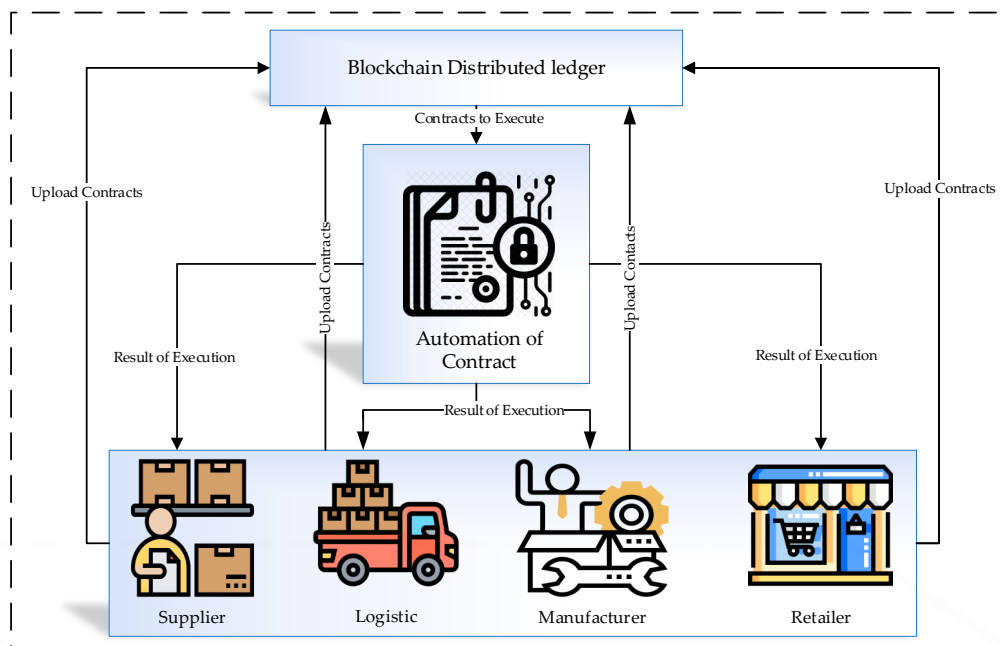 Blockchain Distributed ledger
Contracts to Execute
Upload Contracts
Upload Contracts
Upload Contracts
Upload Contacts
Automation of
Contract
Result of Execution
Result of Execution
Result of Execution
Supplier
Logistic
Manufacturer
Retailer